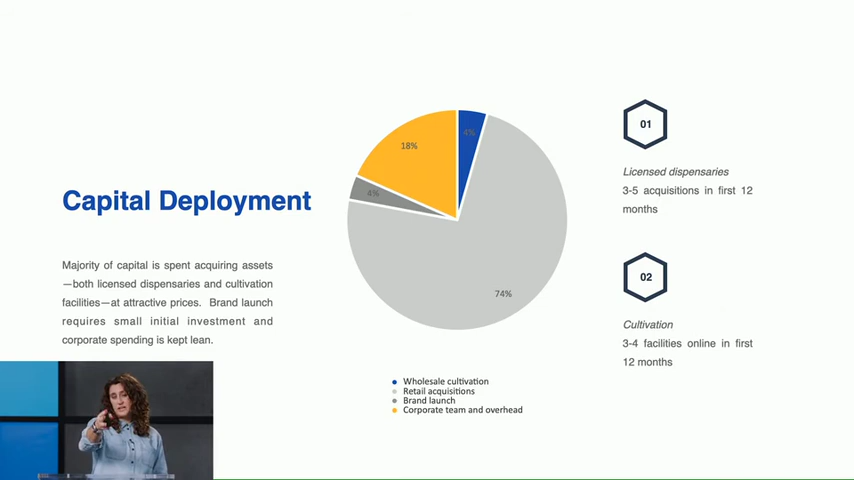 Capital Deployment
Majority of capital is spent acquiring assets
—both licensed dispensaries and cultivation
facilities—at attractive prices. Brand launch
requires small initial investment and
corporate spending is kept lean.
4%
18%
4%
74%
Wholesale cultivation
Retail acquisitions
Brand launch
Corporate team and overhead
01
Licensed dispensaries
3-5 acquisitions in first 12
months
02
Cultivation
3-4 facilities online in first
12 months